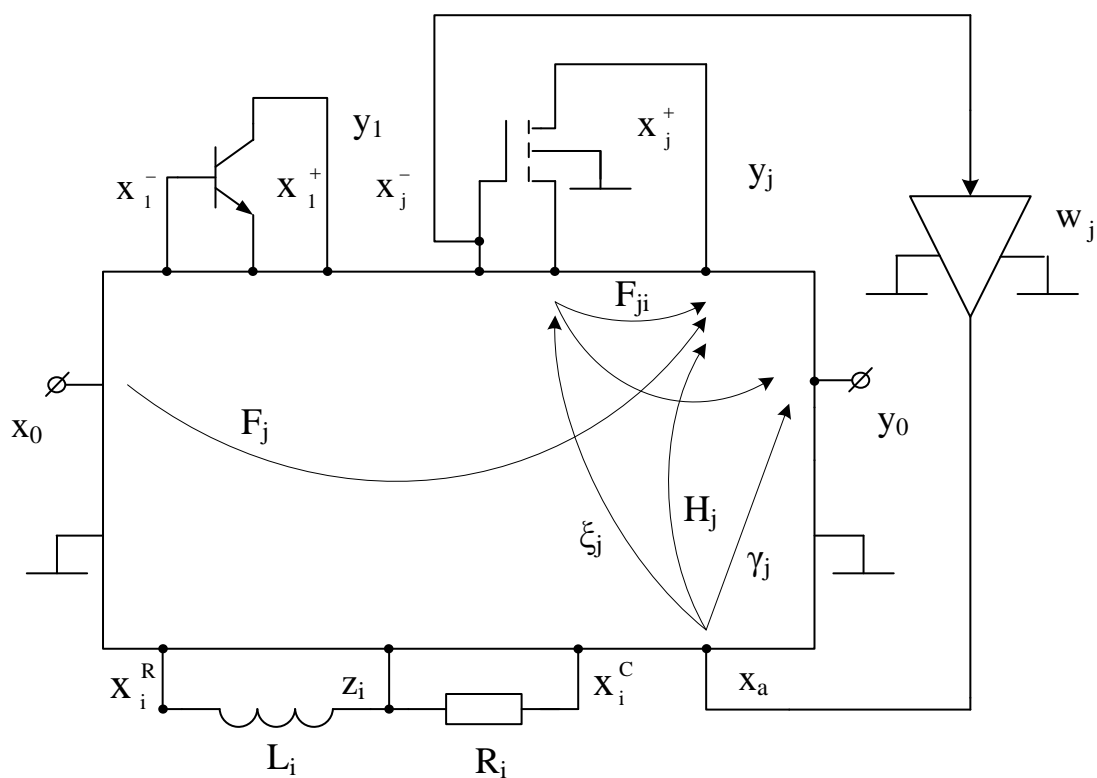 y₁
x₁⁻
x₁⁺
xⱼ⁻
xⱼ⁺
yⱼ
wⱼ
Fⱼᵢ
x₀
Fⱼ
y₀
ξⱼ
Hⱼ
γⱼ
xᵢᴿ
zᵢ
xᵢᶜ
xₐ
Lᵢ
Rᵢ